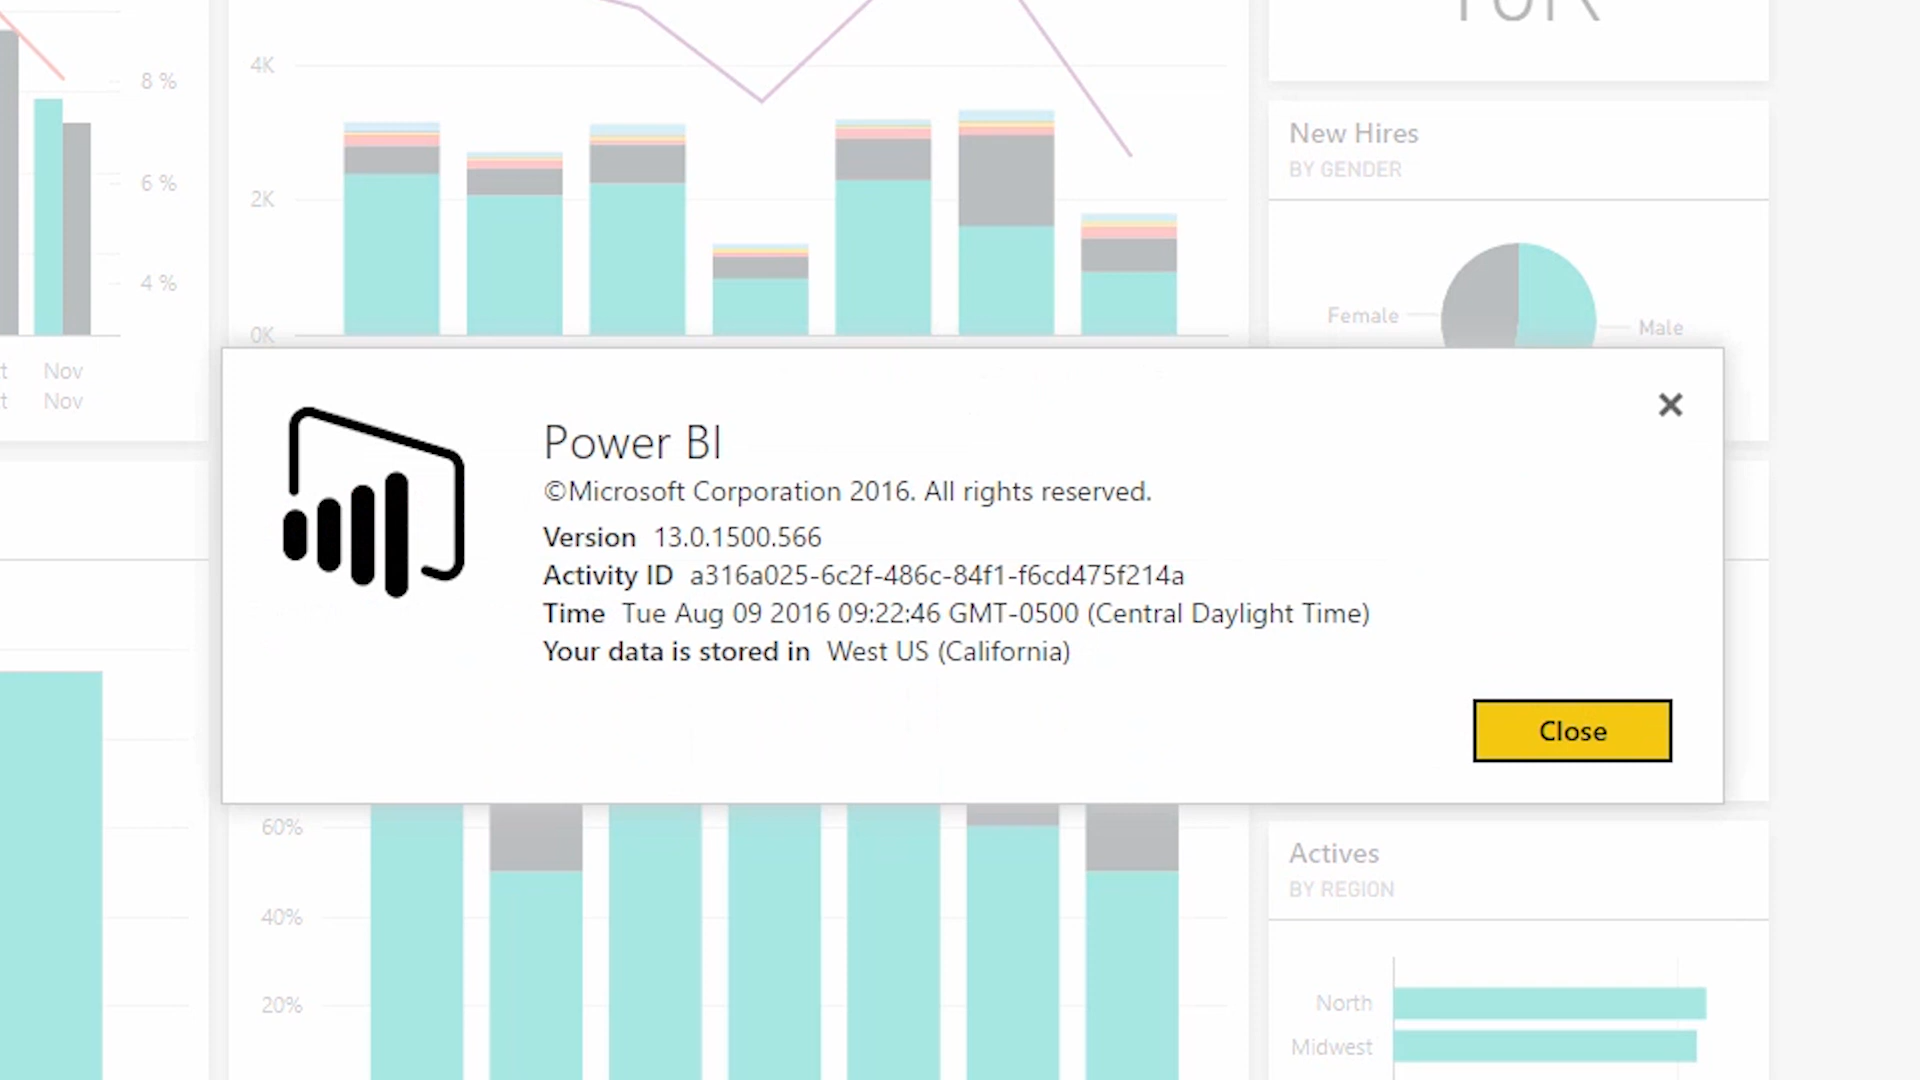 4K
2K
0K
8 %
6 %
4 %
Nov
Nov
New Hires
BY GENDER
Female
Male
Power BI
©Microsoft Corporation 2016. All rights reserved.
Version 13.0.1500.566
Activity ID a316a025-6c2f-486c-84f1-f6cd475f214a
Time Tue Aug 09 2016 09:22:46 GMT-0500 (Central Daylight Time)
Your data is stored in West US (California)
Close
60%
40%
20%
Actives
BY REGION
North
Midwest